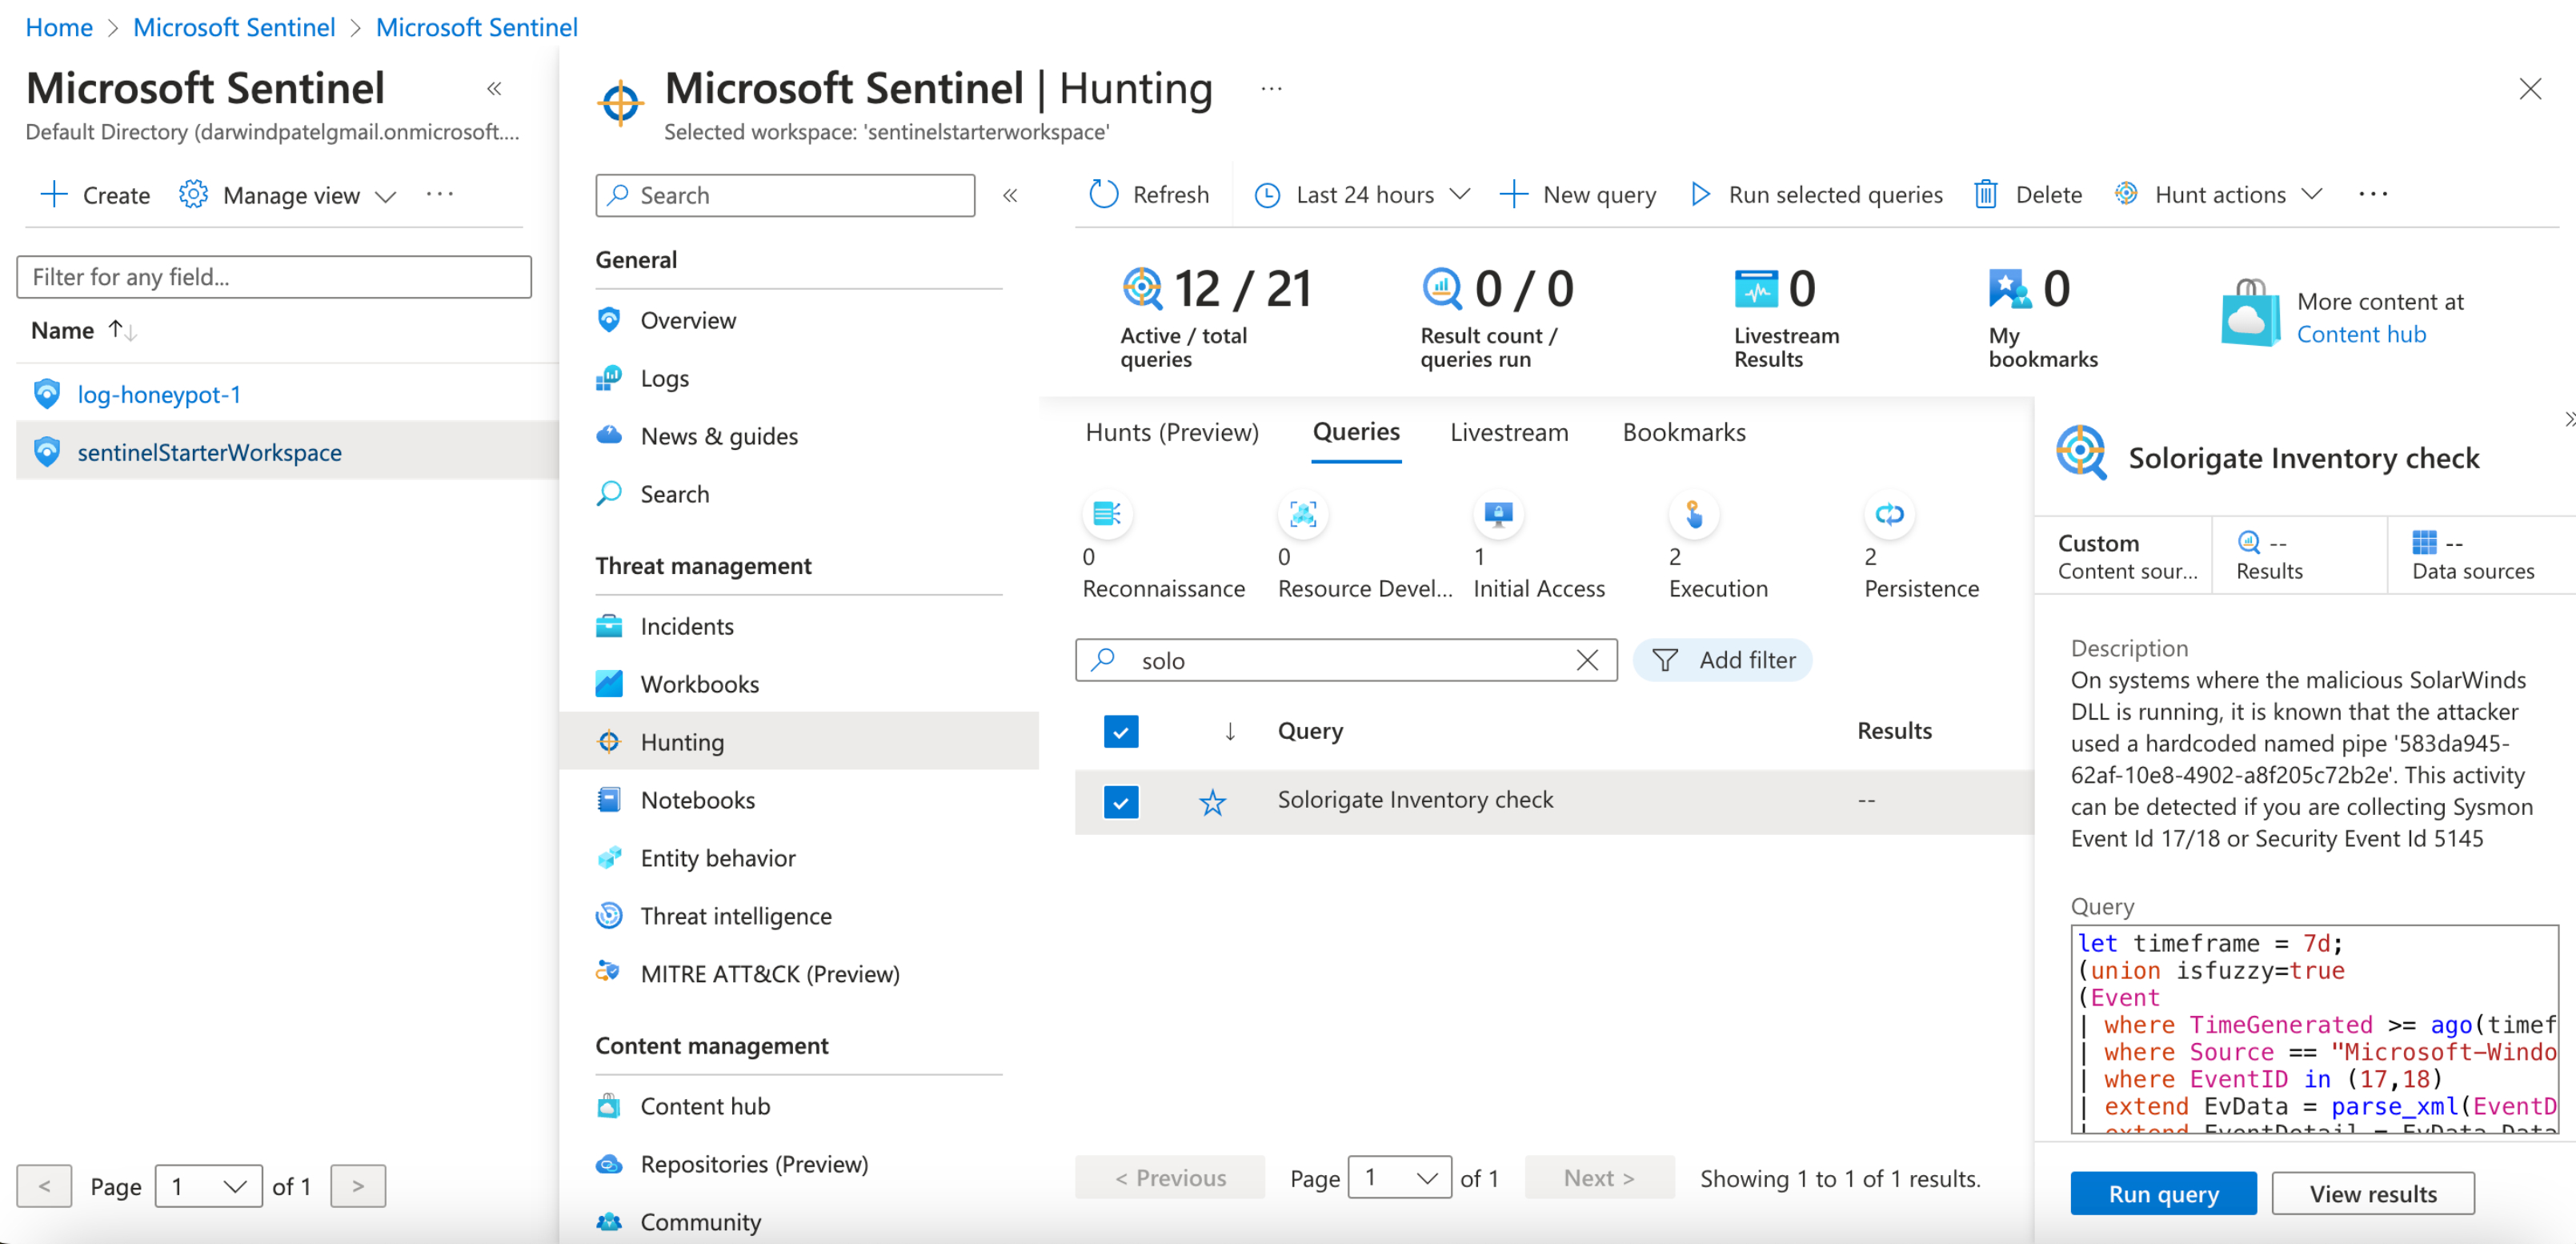 Home > Microsoft Sentinel > Microsoft Sentinel
Microsoft Sentinel «
Default Directory (darwindpatelgmail.onmicrosoft....
Create Manage view ...
Filter for any field...
Name
log-honeypot-1
sentinelStarterWorkspace
< Page 1 of 1 >
Microsoft Sentinel | Hunting ...
Selected workspace: 'sentinelstarterworkspace'
Search «
General
Overview
Logs
News & guides
Search
Threat management
Incidents
Workbooks
Hunting
Notebooks
Entity behavior
Threat intelligence
MITRE ATT&CK (Preview)
Content management
Content hub
Repositories (Preview)
Community
Refresh Last 24 hours New query Run selected queries Delete Hunt actions ...
12 / 21
Active / total
queries
0 / 0
Result count /
queries run
0
Livestream
Results
0
My
bookmarks
More content at
Content hub
Hunts (Preview) Queries Livestream Bookmarks
0
Reconnaissance
0
Resource Devel...
1
Initial Access
2
Execution
2
Persistence
solo Add filter
Query Results
Solorigate Inventory check --
< Previous Page 1 of 1 Next > Showing 1 to 1 of 1 results.
»
Solorigate Inventory check
Custom
Content sour...
--
Results
--
Data sources
Description
On systems where the malicious SolarWinds
DLL is running, it is known that the attacker
used a hardcoded named pipe '583da945-
62af-10e8-4902-a8f205c72b2e'. This activity
can be detected if you are collecting Sysmon
Event Id 17/18 or Security Event Id 5145
Query
let timeframe = 7d;
(union isfuzzy=true
(Event
| where TimeGenerated >= ago(timef
| where Source == "Microsoft-Windo
| where EventID in (17,18)
| extend EvData = parse_xml(EventD
| extend EventDetail = EvData.Data
Run query View results